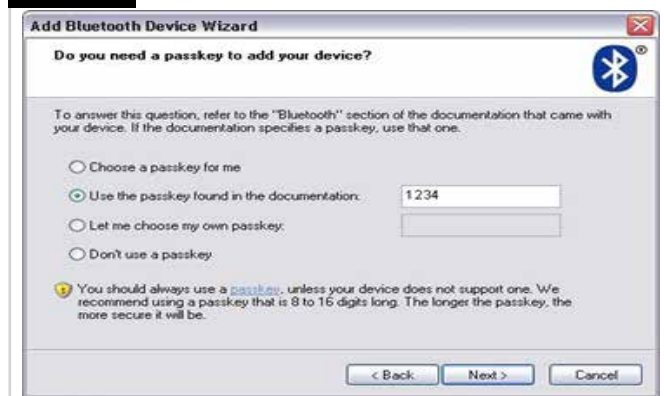 Add Bluetooth Device Wizard
Do you need a passkey to add your device?
®
To answer this question, refer to the "Bluetooth" section of the documentation that came with
your device. If the documentation specifies a passkey, use that one.
Choose a passkey for me
Use the passkey found in the documentation: 1234
Let me choose my own passkey:
Don't use a passkey
You should always use a passkey, unless your device does not support one. We
recommend using a passkey that is 8 to 16 digits long. The longer the passkey, the
more secure it will be.
< Back Next > Cancel